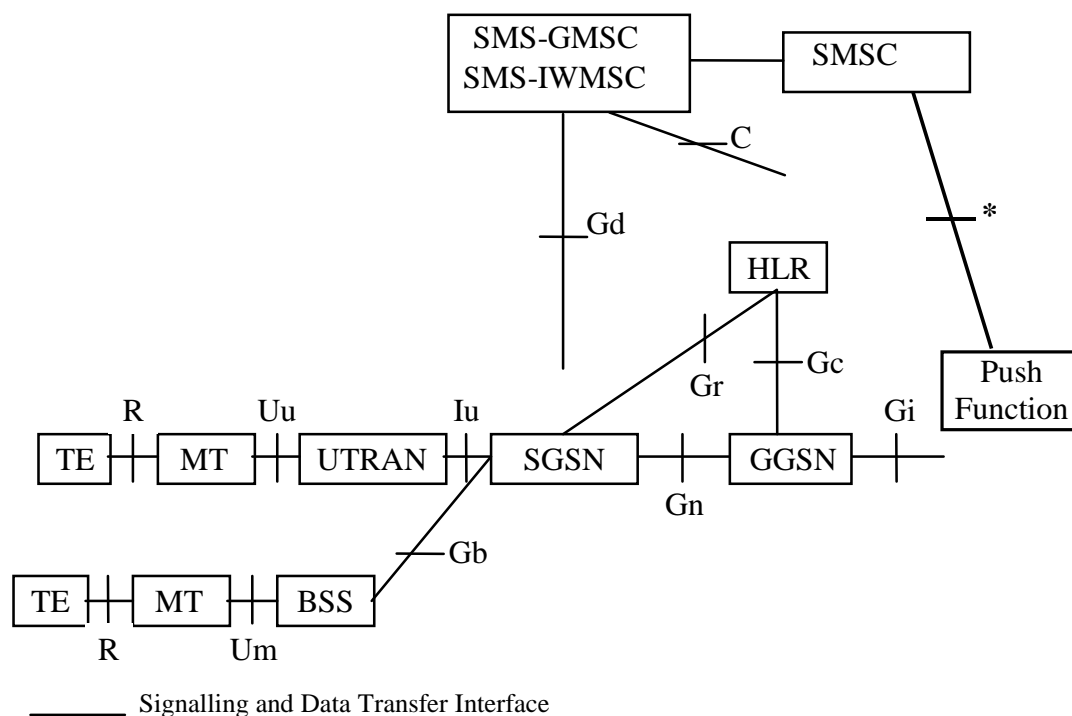 SMS-GMSC
SMS-IWMSC
SMSC
C
*
Gd
HLR
Gr
Gc
Push
Function
R
Uu
Iu
Gi
TE
MT
UTRAN
SGSN
GGSN
Gn
Gb
TE
MT
BSS
R
Um
Signalling and Data Transfer Interface